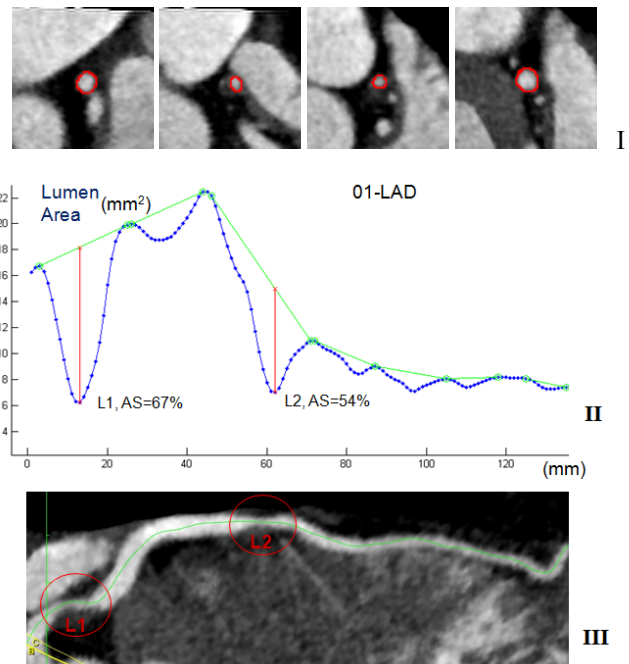 I
Lumen Area (mm²)
01-LAD
22
20
18
16
14
12
10
8
6
4
L1, AS=67%
L2, AS=54%
II
0 20 40 60 80 100 120
(mm)
L2
L1
C
B
III